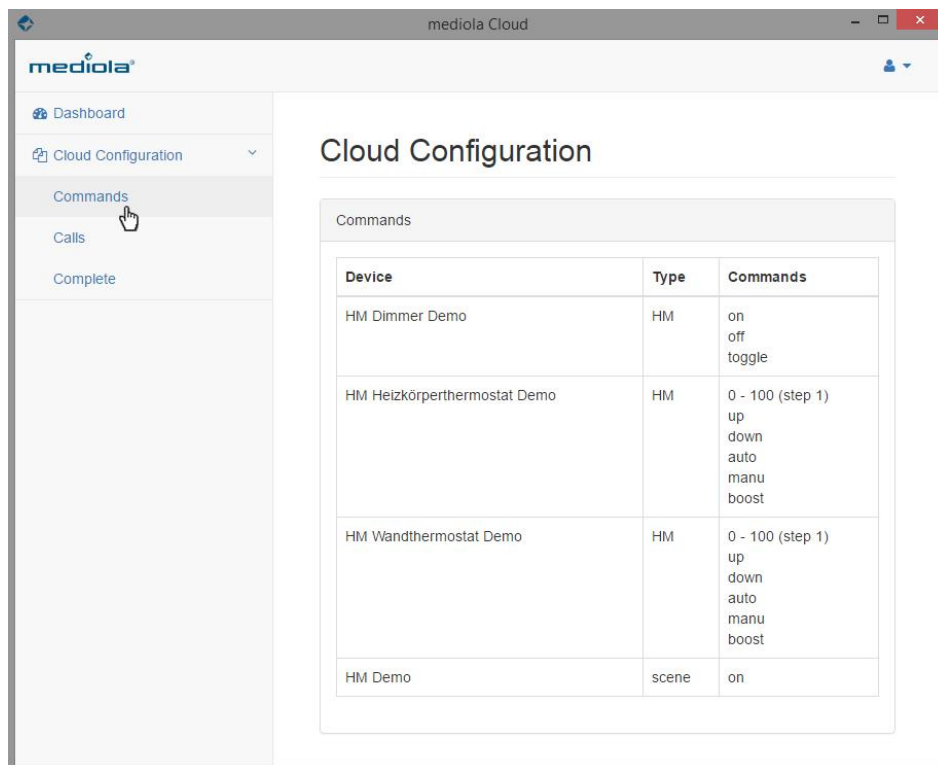 mediola Cloud
mediola®
Dashboard
Cloud Configuration
Commands
Calls
Complete
Cloud Configuration
Commands
Device Type Commands
HM Dimmer Demo HM on
off
toggle
HM Heizkörperthermostat Demo HM 0 - 100 (step 1)
up
down
auto
manu
boost
HM Wandthermostat Demo HM 0 - 100 (step 1)
up
down
auto
manu
boost
HM Demo scene on